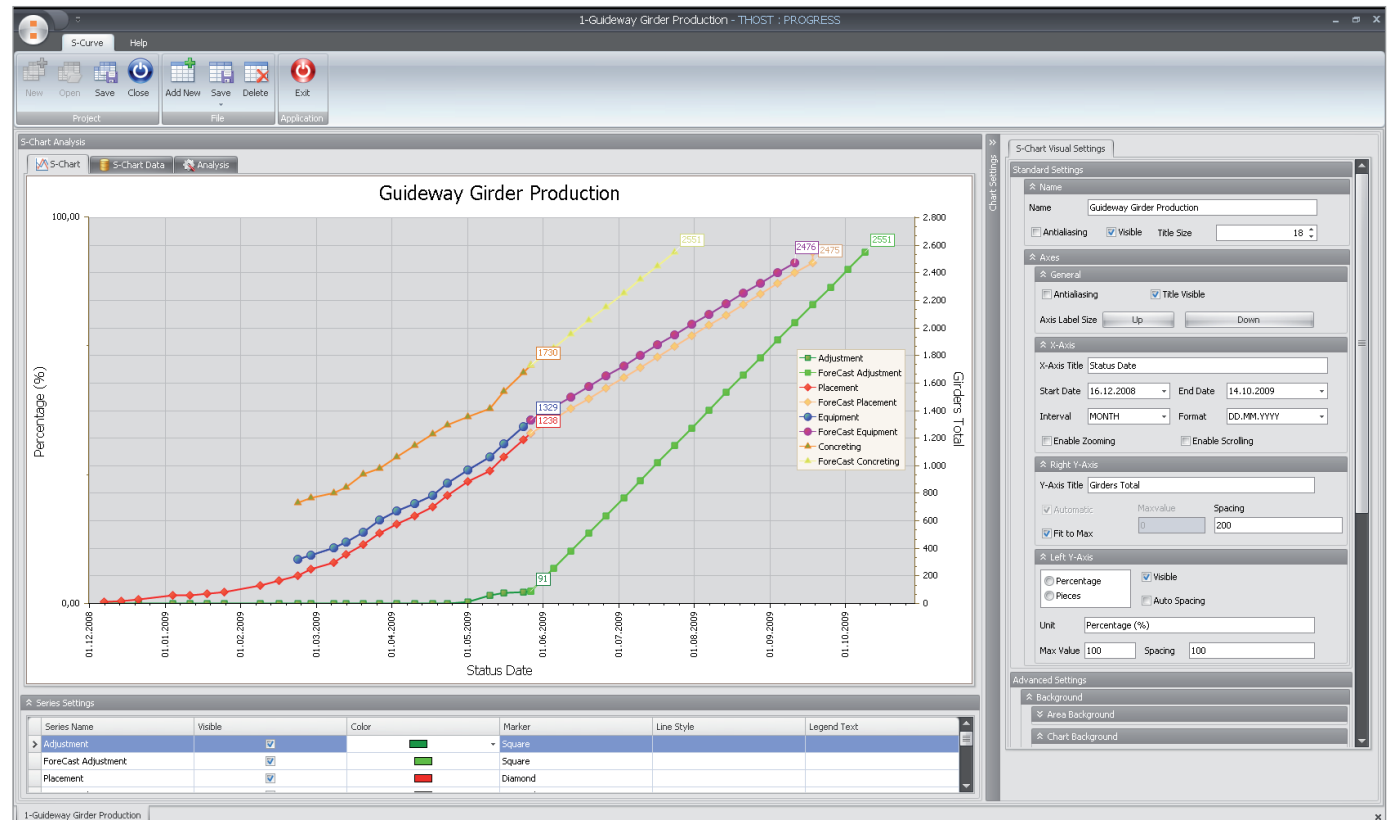 1-Guideway Girder Production - THOST : PROGRESS
S-Curve Help
New Open Save Close Add New Save Delete Exit
Project File Application
S-Chart Analysis
S-Chart S-Chart Data Analysis
Guideway Girder Production
100,00
0,00
Percentage (%)
2.800
2.600
2.400
2.200
2.000
1.800
1.600
1.400
1.200
1.000
800
600
400
200
0
Girders Total
2551
2476
2475
2551
1730
1329
1238
91
Adjustment
ForeCast Adjustment
Placement
ForeCast Placement
Equipment
ForeCast Equipment
Concreting
ForeCast Concreting
01.12.2008
01.01.2009
01.02.2009
01.03.2009
01.04.2009
01.05.2009
01.06.2009
01.07.2009
01.08.2009
01.09.2009
01.10.2009
Status Date
Series Settings
Series Name Visible Color Marker Line Style Legend Text
Adjustment Square
ForeCast Adjustment Square
Placement Diamond
1-Guideway Girder Production
Chart Settings
S-Chart Visual Settings
Standard Settings
Name
Name Guideway Girder Production
Antialiasing Visible Title Size 18
Axes
General
Antialiasing Title Visible
Axis Label Size Up Down
X-Axis
X-Axis Title Status Date
Start Date 16.12.2008 End Date 14.10.2009
Interval MONTH Format DD.MM.YYYY
Enable Zooming Enable Scrolling
Right Y-Axis
Y-Axis Title Girders Total
Automatic Maxvalue Spacing
0 200
Fit to Max
Left Y-Axis
Percentage Visible
Pieces Auto Spacing
Unit Percentage (%)
Max Value 100 Spacing 100
Advanced Settings
Background
Area Background
Chart Background